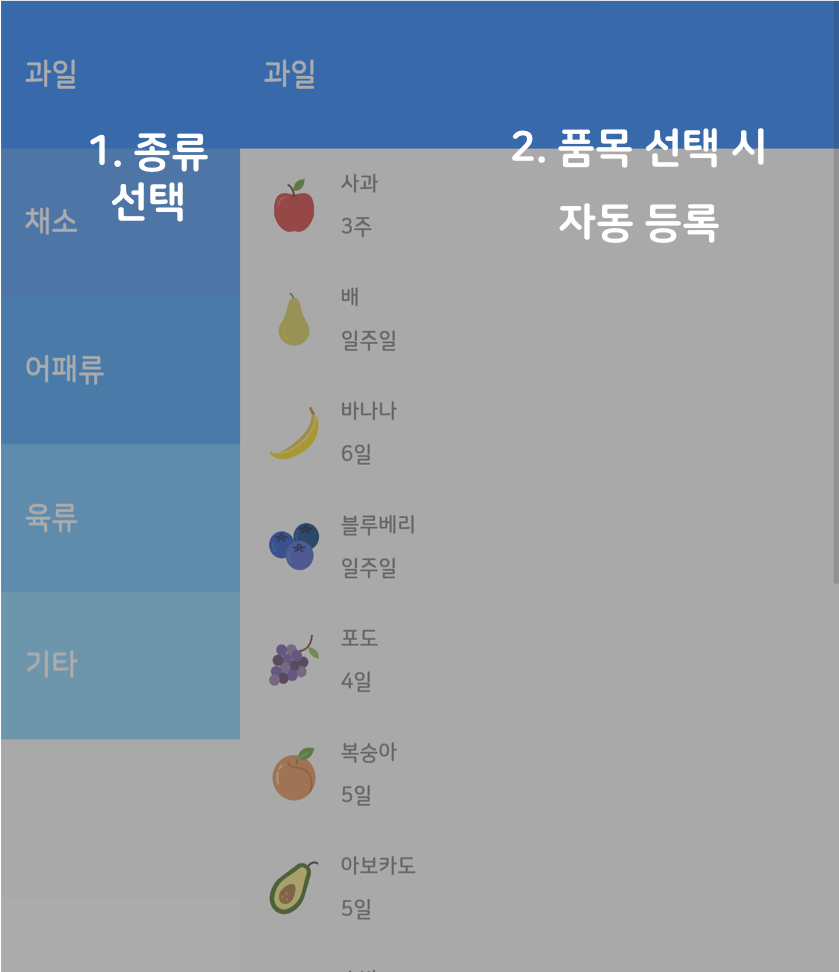 과일
1. 종류
선택
채소
어패류
육류
기타
과일
2. 품목 선택 시
자동 등록
사과
3주
배
일주일
바나나
6일
블루베리
일주일
포도
4일
복숭아
5일
아보카도
5일